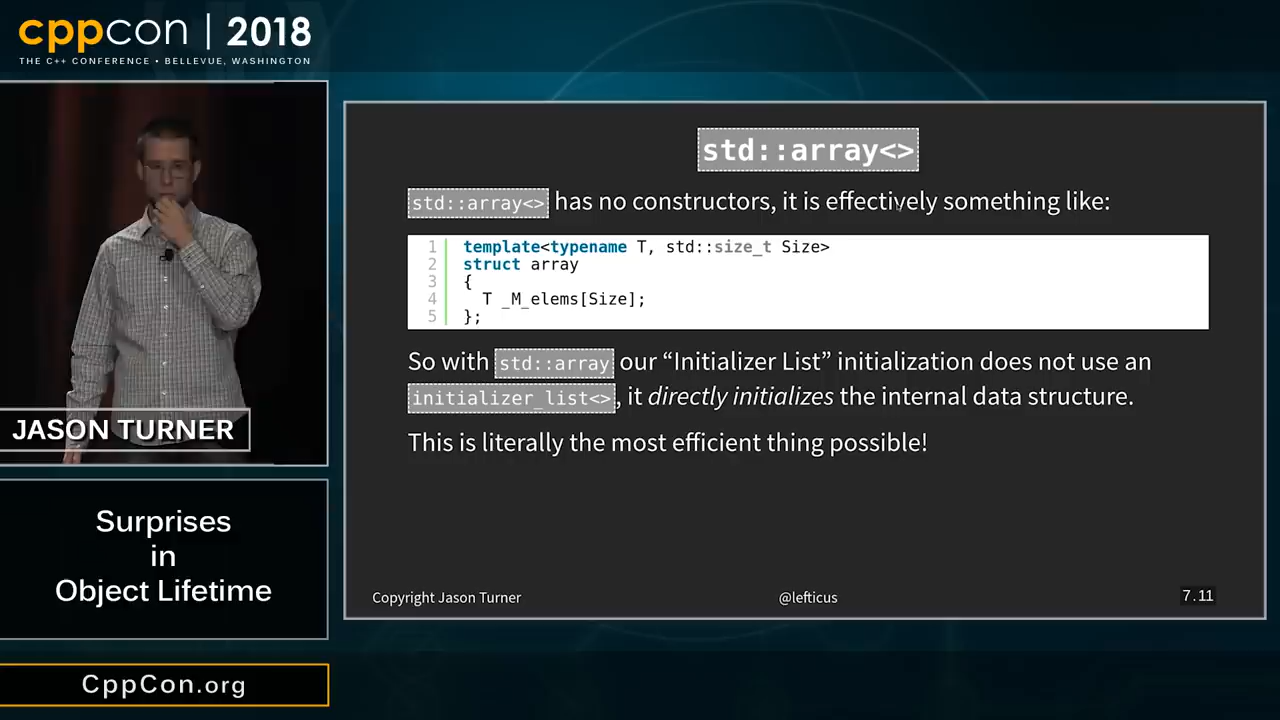 cppcon | 2018
THE C++ CONFERENCE • BELLEVUE, WASHINGTON
JASON TURNER
Surprises
in
Object Lifetime
CppCon.org
std::array<>
std::array<> has no constructors, it is effectively something like:
1 template<typename T, std::size_t Size>
2 struct array
3 {
4 T _M_elems[Size];
5 };
So with std::array our “Initializer List” initialization does not use an
initializer_list<>, it directly initializes the internal data structure.
This is literally the most efficient thing possible!
Copyright Jason Turner
@lefticus
7.11